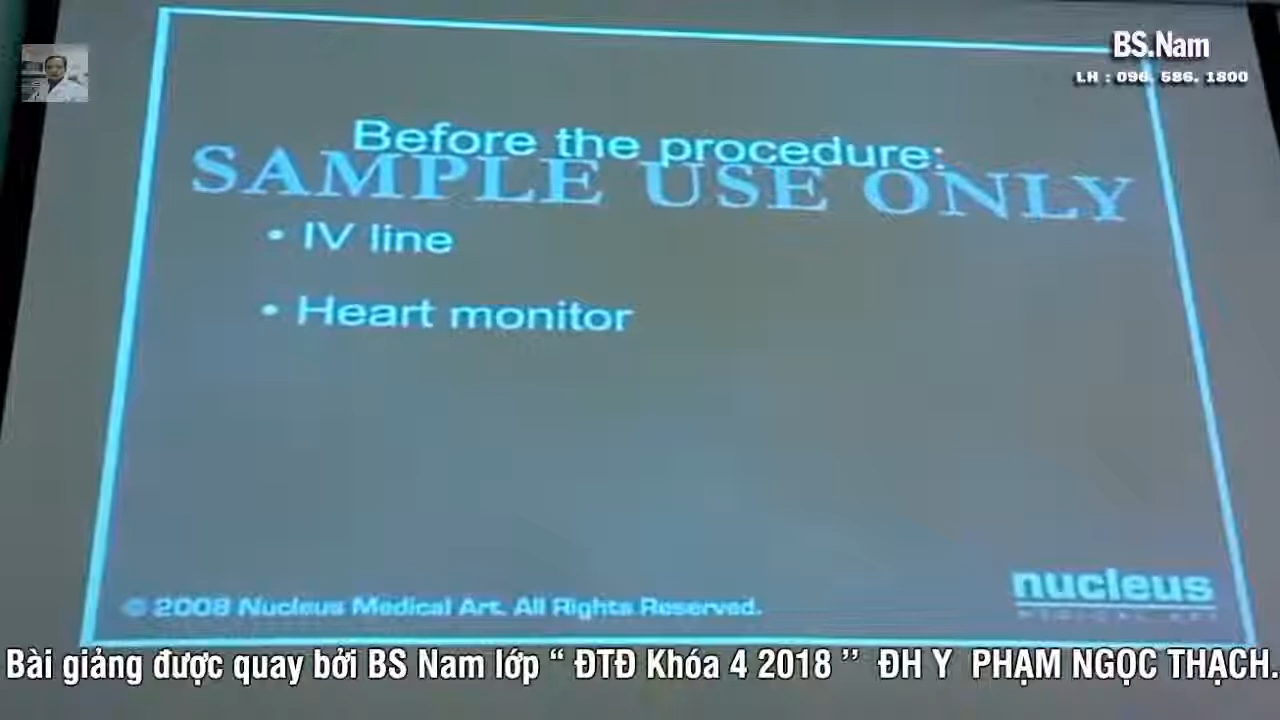 BS.Nam
LH : 096. 586. 1800
Before the procedure:
SAMPLE USE ONLY
• IV line
• Heart monitor
nucleus
MEDICAL ART
© 2008 Nucleus Medical Art. All Rights Reserved.
Bài giảng được quay bởi BS Nam lớp “ ĐTĐ Khóa 4 2018 ’’ ĐH Y PHẠM NGỌC THẠCH.